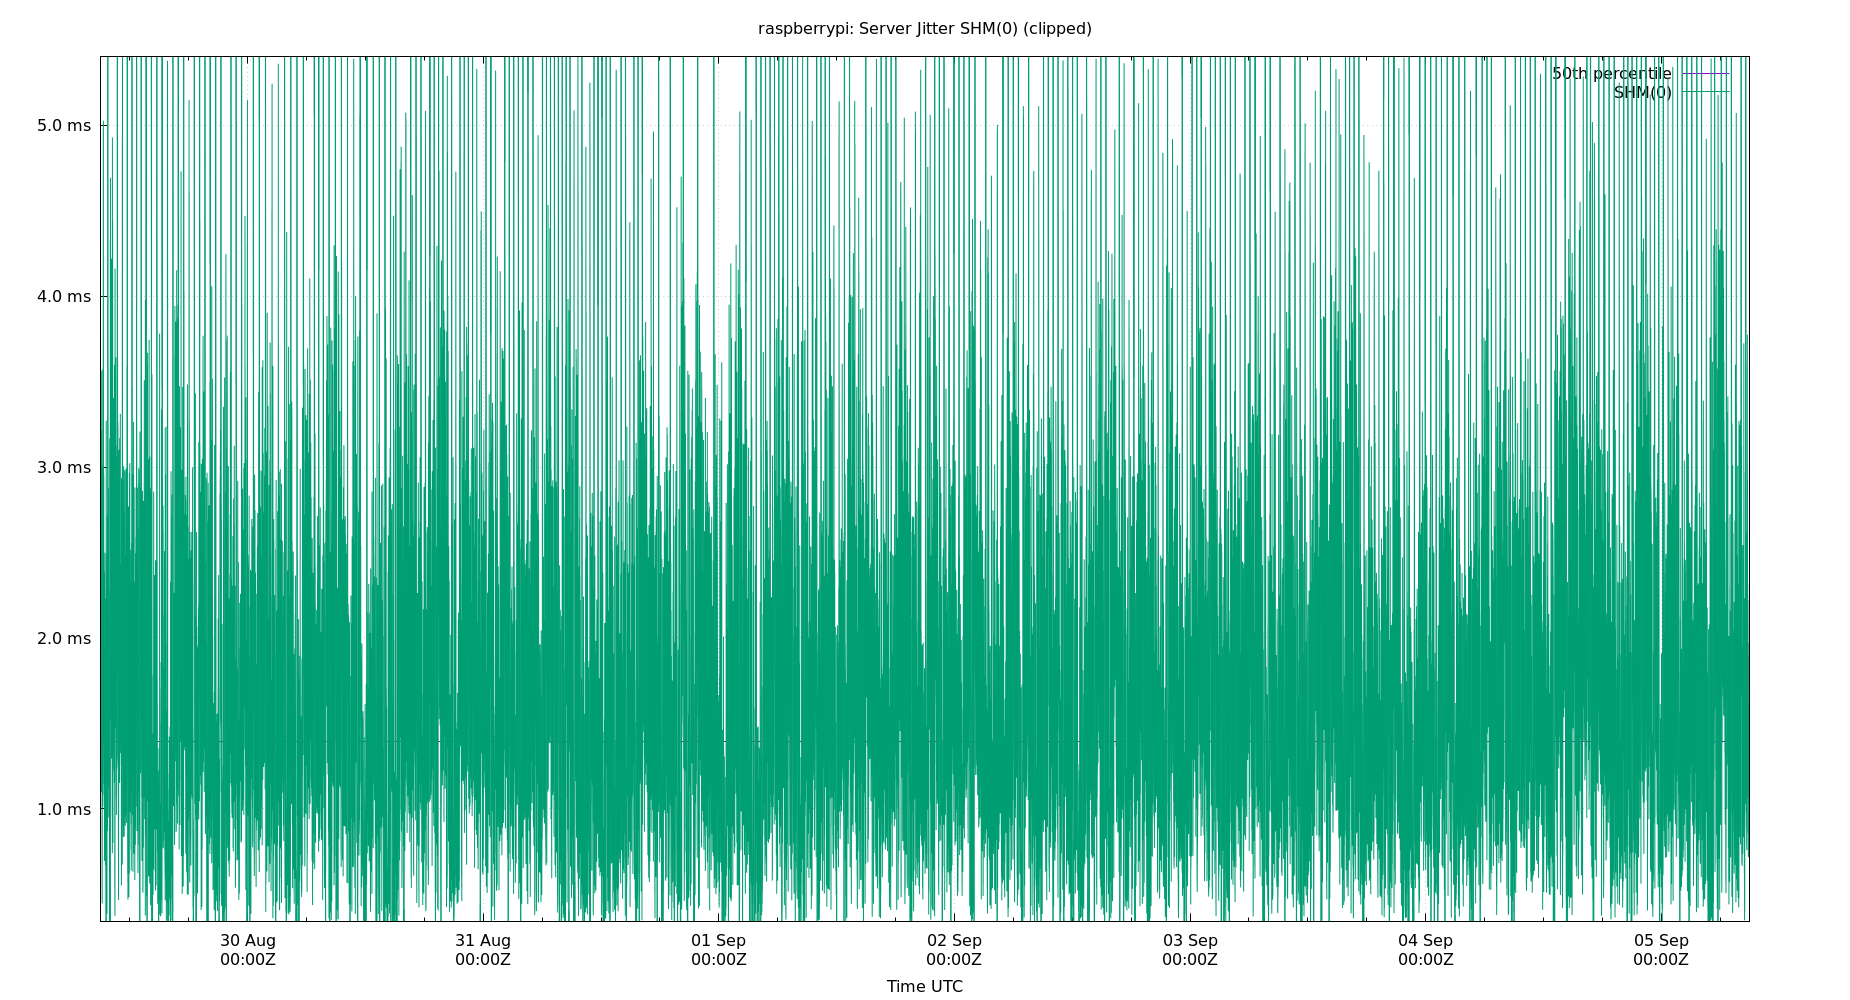 raspberrypi: Server Jitter SHM(0) (clipped)
50th percentile
SHM(0)
5.0 ms
4.0 ms
3.0 ms
2.0 ms
1.0 ms
30 Aug 31 Aug 01 Sep 02 Sep 03 Sep 04 Sep 05 Sep
00:00Z 00:00Z 00:00Z 00:00Z 00:00Z 00:00Z 00:00Z
Time UTC